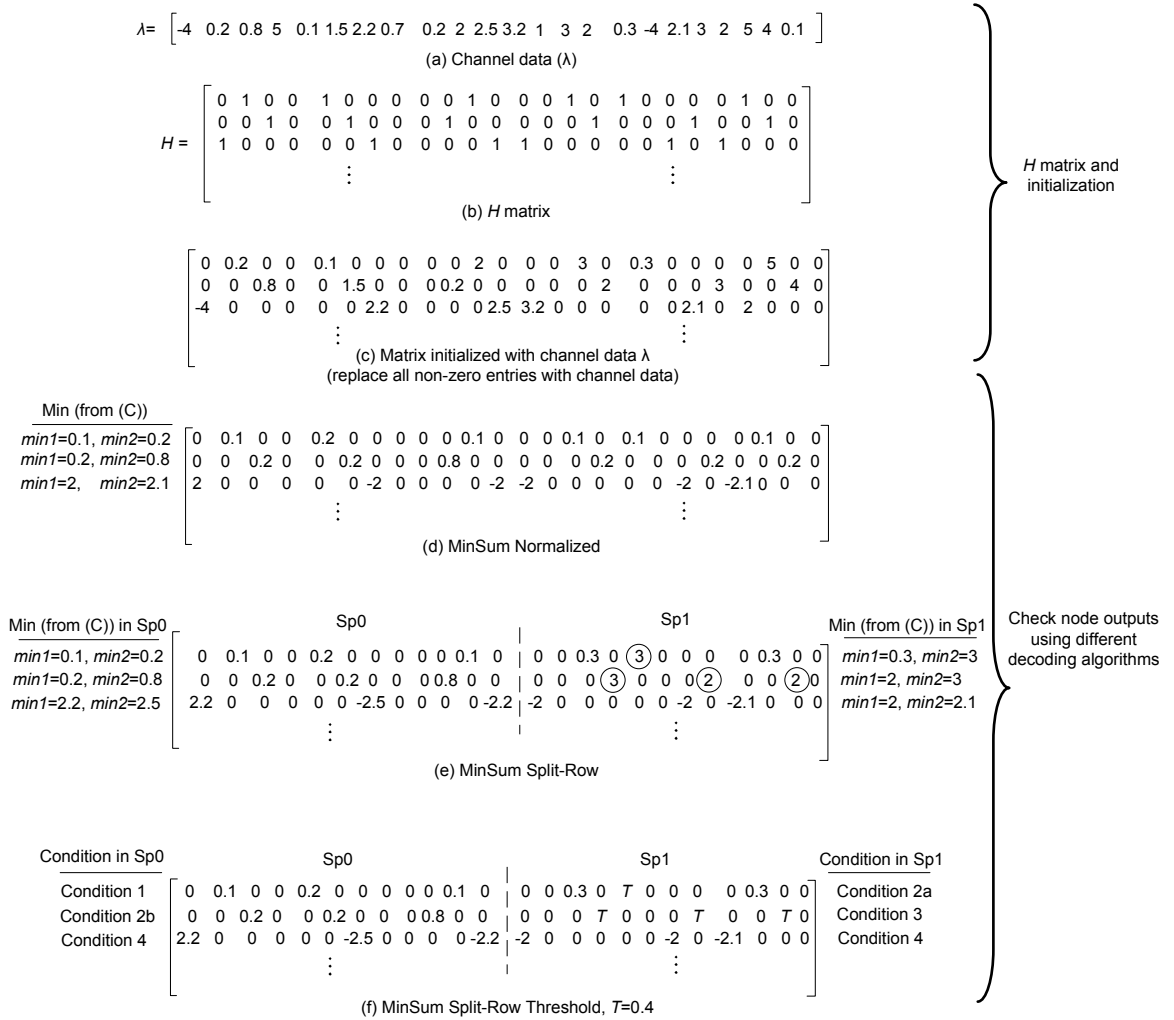 λ= -4 0.2 0.8 5 0.1 1.5 2.2 0.7 0.2 2 2.5 3.2 1 3 2 0.3 -4 2.1 3 2 5 4 0.1
(a) Channel data (λ)
0 1 0 0 1 0 0 0 0 0 1 0 0 0 1 0 1 0 0 0 0 1 0 0
0 0 1 0 0 1 0 0 0 1 0 0 0 0 0 1 0 0 0 1 0 0 1 0
H = 1 0 0 0 0 0 1 0 0 0 0 1 1 0 0 0 0 0 1 0 1 0 0 0
(b) H matrix
H matrix and
initialization
0 0.2 0 0 0.1 0 0 0 0 0 2 0 0 0 3 0 0.3 0 0 0 0 5 0 0
0 0 0.8 0 0 1.5 0 0 0 0.2 0 0 0 0 0 2 0 0 0 3 0 0 4 0
-4 0 0 0 0 0 2.2 0 0 0 0 2.5 3.2 0 0 0 0 0 2.1 0 2 0 0 0
(c) Matrix initialized with channel data λ
(replace all non-zero entries with channel data)
Min (from (C))
min1=0.1, min2=0.2 0 0.1 0 0 0.2 0 0 0 0 0 0.1 0 0 0 0.1 0 0.1 0 0 0 0 0.1 0 0
min1=0.2, min2=0.8 0 0 0.2 0 0 0.2 0 0 0 0.8 0 0 0 0 0 0.2 0 0 0 0.2 0 0 0.2 0
min1=2, min2=2.1 2 0 0 0 0 0 -2 0 0 0 0 -2 -2 0 0 0 0 0 -2 0 -2.1 0 0 0
(d) MinSum Normalized
Check node outputs
using different
decoding algorithms
Min (from (C)) in Sp0 Sp0 Sp1 Min (from (C)) in Sp1
min1=0.1, min2=0.2 0 0.1 0 0 0.2 0 0 0 0 0 0.1 0 0 0 0.3 0 3 0 0 0 0 0.3 0 0 min1=0.3, min2=3
min1=0.2, min2=0.8 0 0 0.2 0 0 0.2 0 0 0 0.8 0 0 0 0 0 3 0 0 0 2 0 0 2 0 min1=2, min2=3
min1=2.2, min2=2.5 2.2 0 0 0 0 0 -2.5 0 0 0 0 -2.2 -2 0 0 0 0 0 -2 0 -2.1 0 0 0 min1=2, min2=2.1
(e) MinSum Split-Row
Condition in Sp0 Sp0 Sp1 Condition in Sp1
Condition 1 0 0.1 0 0 0.2 0 0 0 0 0 0.1 0 0 0 0.3 0 T 0 0 0 0 0.3 0 0 Condition 2a
Condition 2b 0 0 0.2 0 0 0.2 0 0 0 0.8 0 0 0 0 0 T 0 0 0 T 0 0 T 0 Condition 3
Condition 4 2.2 0 0 0 0 0 -2.5 0 0 0 0 -2.2 -2 0 0 0 0 0 -2 0 -2.1 0 0 0 Condition 4
(f) MinSum Split-Row Threshold, T=0.4